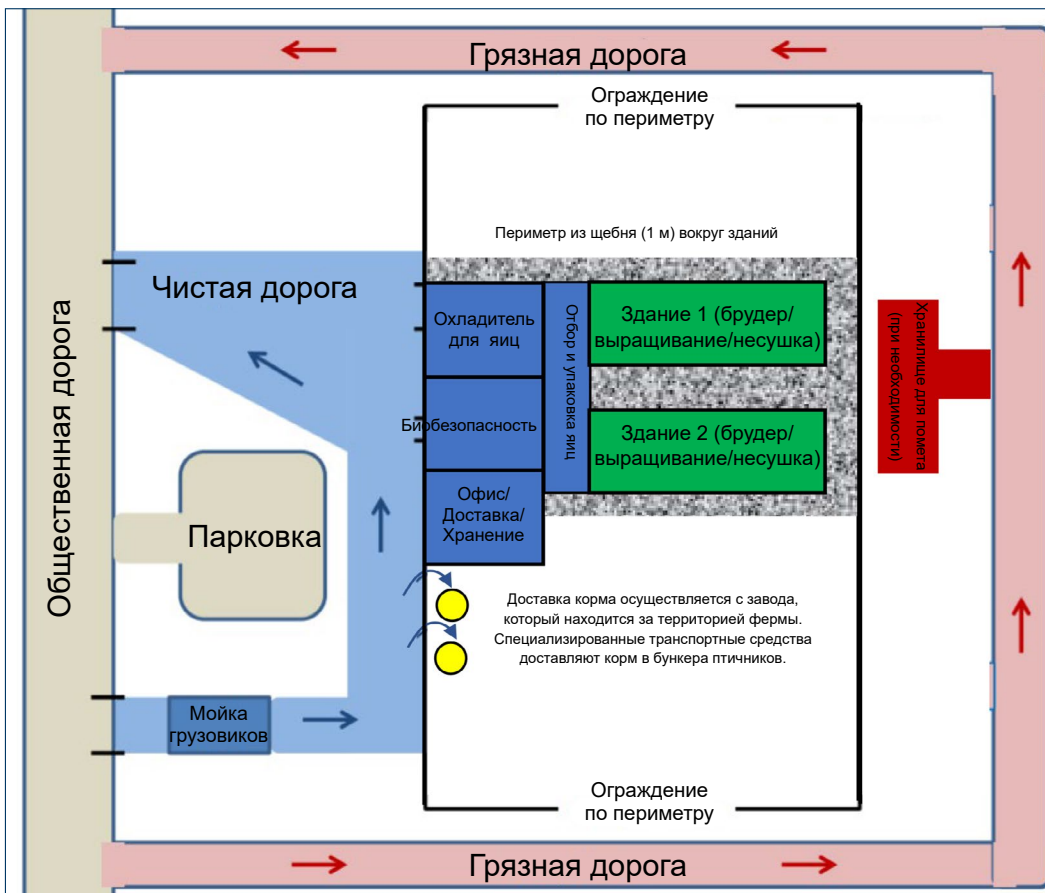 Грязная дорога
Ограждение
по периметру
Периметр из щебня (1 м) вокруг зданий
Общественная дорога
Чистая дорога
Охладитель
для яиц
Отбор и упаковка яиц
Здание 1 (брудер/
выращивание/несушка)
Хранилище для помета
(при необходимости)
Биобезопасность
Здание 2 (брудер/
выращивание/несушка)
Офис/
Доставка/
Хранение
Парковка
Доставка корма осуществляется с завода,
который находится за территорией фермы.
Специализированные транспортные средства
доставляют корм в бункера птичников.
Мойка
грузовиков
Ограждение
по периметру
Грязная дорога